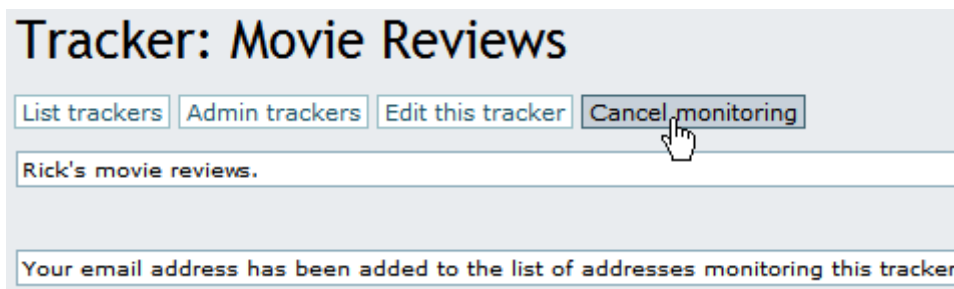 Tracker: Movie Reviews
List trackers Admin trackers Edit this tracker Cancel monitoring
Rick's movie reviews.
Your email address has been added to the list of addresses monitoring this tracker